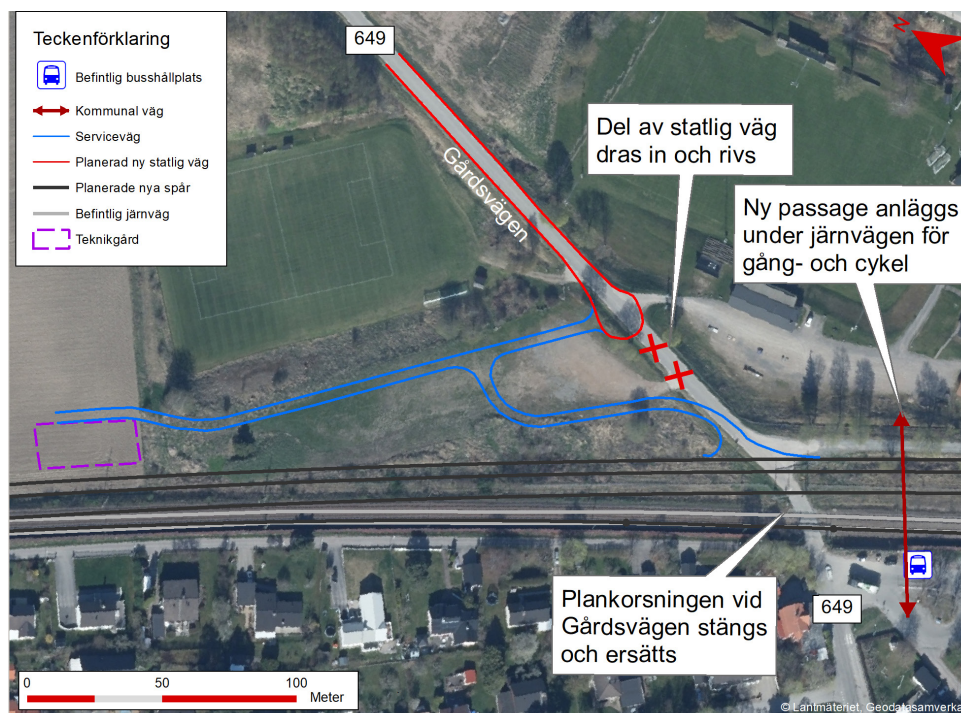 Teckenförklaring
Befintlig busshållplats
Kommunal väg
Serviceväg
Planerad ny statlig väg
Planerade nya spår
Befintlig järnväg
Teknikgård
649
N
Gårdsvägen
Del av statlig väg
dras in och rivs
Ny passage anläggs
under järnvägen för
gång- och cykel
Plankorsningen vid
Gårdsvägen stängs
och ersätts
649
0 50 100
Meter
© Lantmäteriet, Geodatasamverka